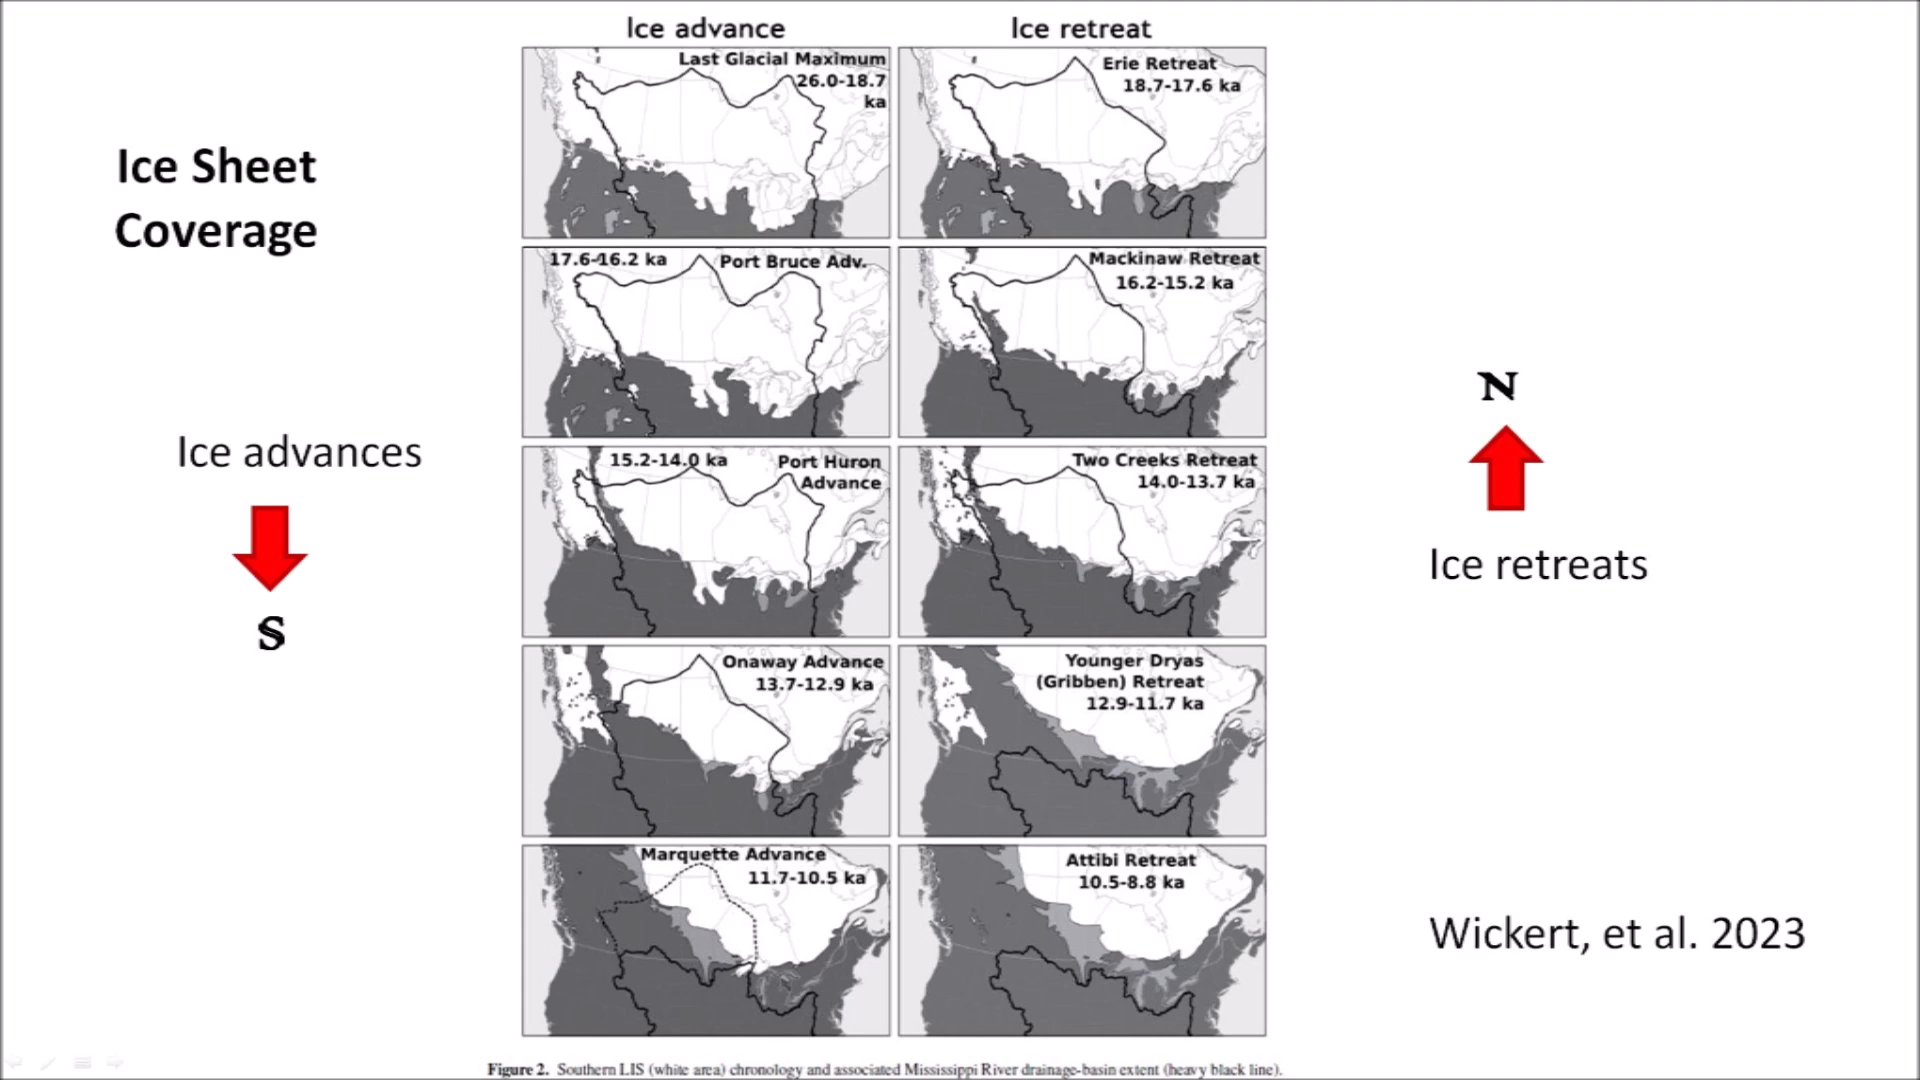 Ice advance
Ice retreat
Ice Sheet
Coverage
Last Glacial Maximum
26.0-18.7
ka
Erie Retreat
18.7-17.6 ka
17.6-16.2 ka
Port Bruce Adv.
Mackinaw Retreat
16.2-15.2 ka
Ice advances
S
N
Ice retreats
15.2-14.0 ka
Port Huron
Advance
Two Creeks Retreat
14.0-13.7 ka
Onaway Advance
13.7-12.9 ka
Younger Dryas
(Gribben) Retreat
12.9-11.7 ka
Marquette Advance
11.7-10.5 ka
Attibi Retreat
10.5-8.8 ka
Wickert, et al. 2023
Figure 2. Southern LIS (white area) chronology and associated Mississippi River drainage-basin extent (heavy black line).